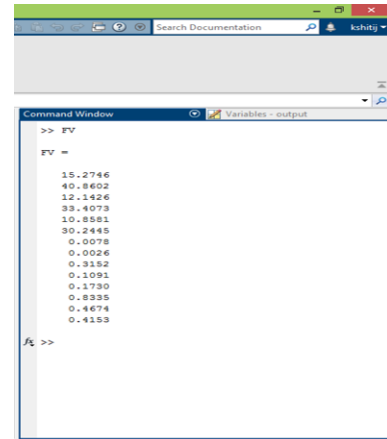 Search Documentation
kshitij
Command Window
Variables - output
>> FV
FV =
15.2746
40.8602
12.1426
33.4073
10.8581
30.2445
0.0078
0.0026
0.3152
0.1091
0.1730
0.8335
0.4674
0.4153
fx >>